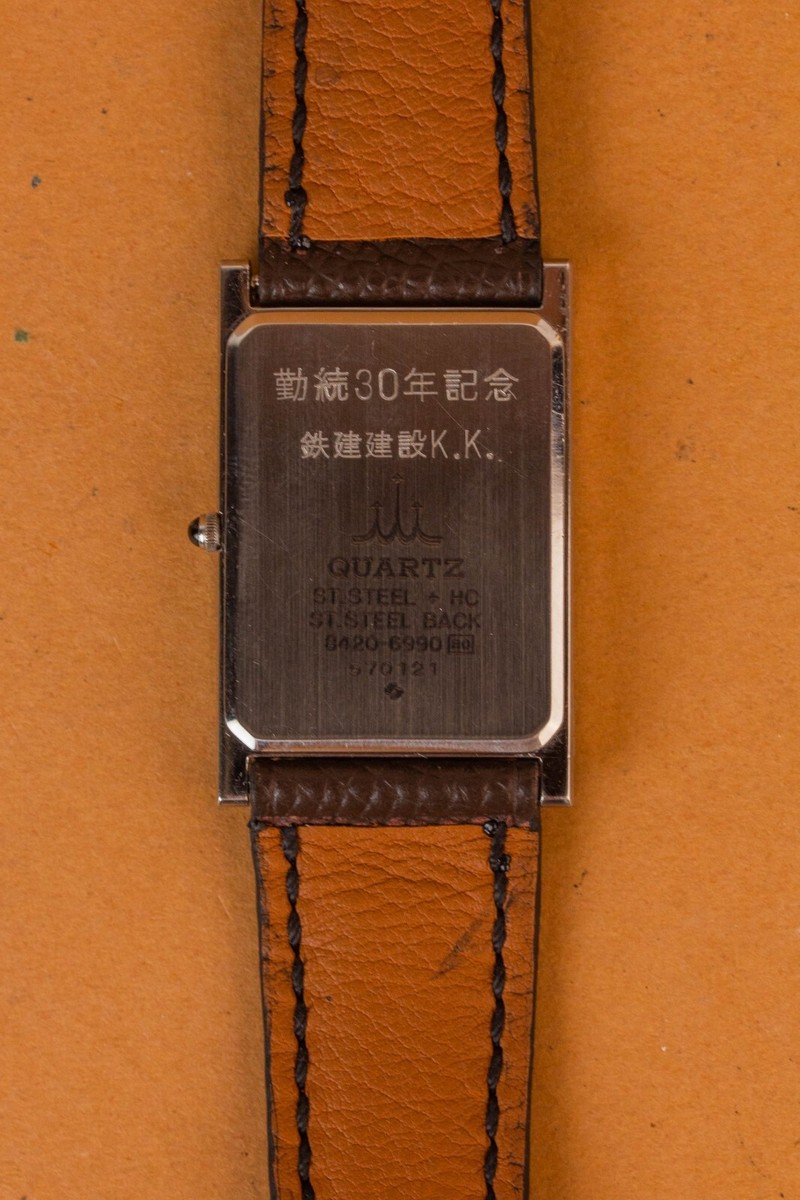 勤続30年記念
鉄建建設K.K.
QUARTZ
ST.STEEL + HC
ST.STEEL BACK
8420-6990 80
570121